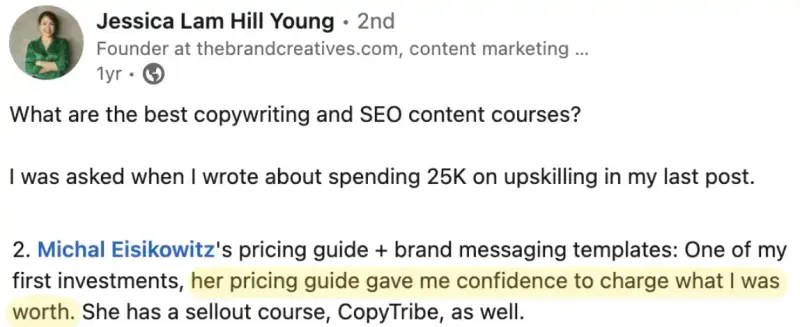 Jessica Lam Hill Young • 2nd
Founder at thebrandcreatives.com, content marketing ...
1yr •
What are the best copywriting and SEO content courses?
I was asked when I wrote about spending 25K on upskilling in my last post.
2. Michal Eisikowitz's pricing guide + brand messaging templates: One of my
first investments, her pricing guide gave me confidence to charge what I was
worth. She has a sellout course, CopyTribe, as well.